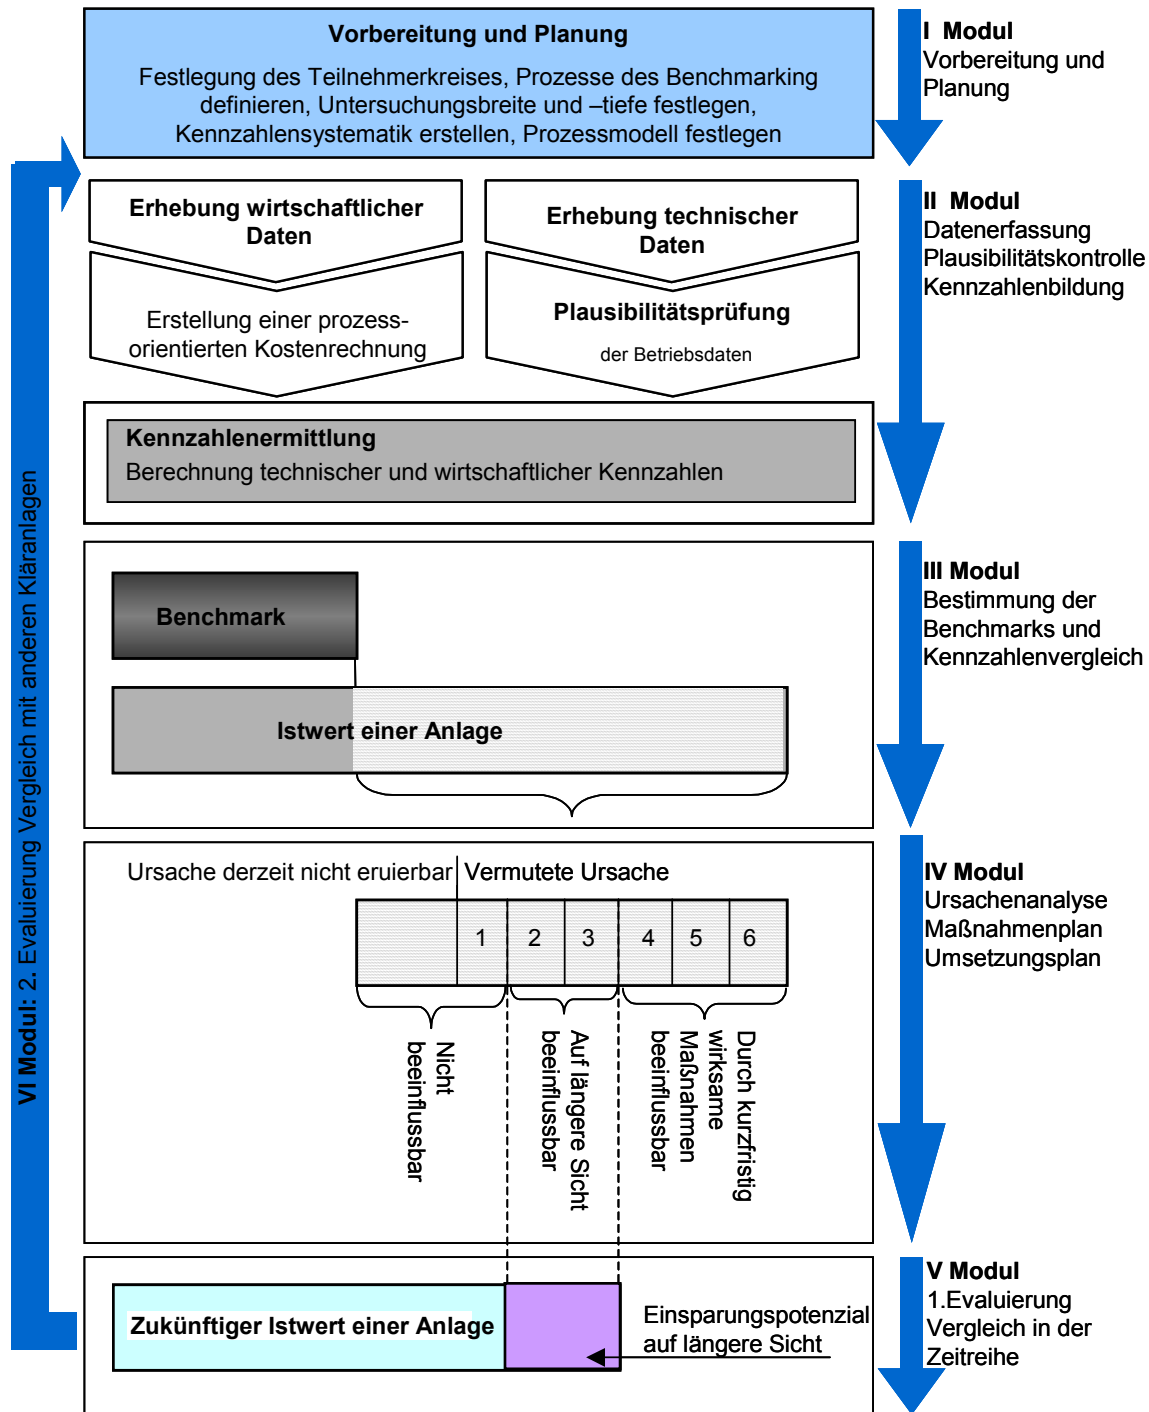 Vorbereitung und Planung
Festlegung des Teilnehmerkreises, Prozesse des Benchmarking
definieren, Untersuchungsbreite und –tiefe festlegen,
Kennzahlensystematik erstellen, Prozessmodell festlegen
I Modul
Vorbereitung und
Planung
Erhebung wirtschaftlicher
Daten
Erhebung technischer
Daten
Erstellung einer prozess-
orientierten Kostenrechnung
Plausibilitätsprüfung
der Betriebsdaten
Kennzahlenermittlung
Berechnung technischer und wirtschaftlicher Kennzahlen
II Modul
Datenerfassung
Plausibilitätskontrolle
Kennzahlenbildung
Benchmark
Istwert einer Anlage
III Modul
Bestimmung der
Benchmarks und
Kennzahlenvergleich
Ursache derzeit nicht eruierbar
Vermutete Ursache
1 2 3 4 5 6
Nicht
beeinflussbar
Auf längere Sicht
beeinflussbar
Durch kurzfristig
wirksame
Maßnahmen
beeinflussbar
IV Modul
Ursachenanalyse
Maßnahmenplan
Umsetzungsplan
Zukünftiger Istwert einer Anlage
Einsparungspotenzial
auf längere Sicht
V Modul
1.Evaluierung
Vergleich in der
Zeitreihe
VI Modul: 2. Evaluierung Vergleich mit anderen Kläranlagen